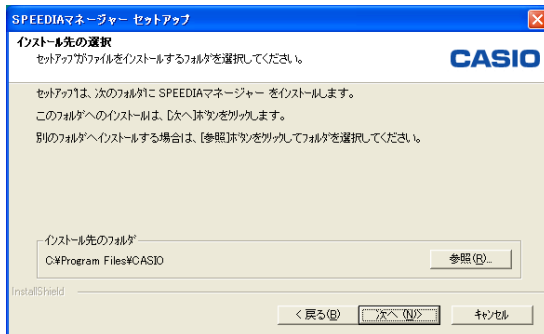 SPEEDIAマネージャー セットアップ
インストール先の選択
セットアップがファイルをインストールするフォルダを選択してください。
CASIO
セットアップは、次のフォルダに SPEEDIAマネージャー をインストールします。
このフォルダへのインストールは、[次へ]ボタンをクリックします。
別のフォルダへインストールする場合は、[参照]ボタンをクリックしてフォルダを選択してください。
インストール先のフォルダ
C:¥Program Files¥CASIO
参照(R)...
InstallShield
< 戻る(B)
次へ(N)>
キャンセル